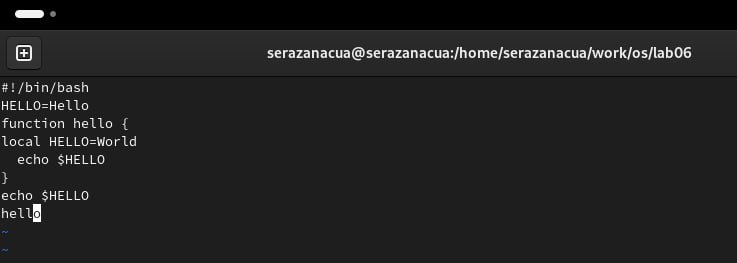 serazanacua@serazanacua:/home/serazanacua/work/os/lab06
#!/bin/bash
HELLO=Hello
function hello {
local HELLO=World
  echo $HELLO
}
echo $HELLO
hello
~
~